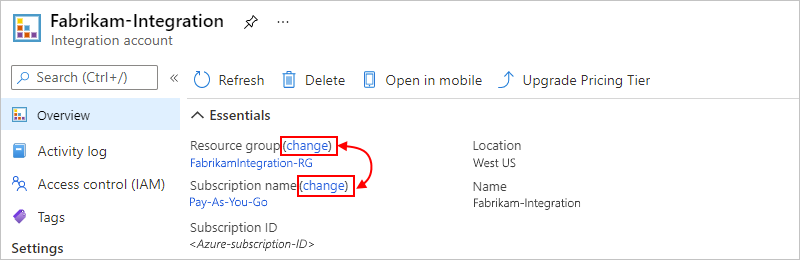 Fabrikam-Integration
Integration account
Search (Ctrl+/)
Refresh
Delete
Open in mobile
Upgrade Pricing Tier
Overview
Activity log
Access control (IAM)
Tags
Settings
Essentials
Resource group (change)
FabrikamIntegration-RG
Subscription name (change)
Pay-As-You-Go
Subscription ID
<Azure-subscription-ID>
Location
West US
Name
Fabrikam-Integration